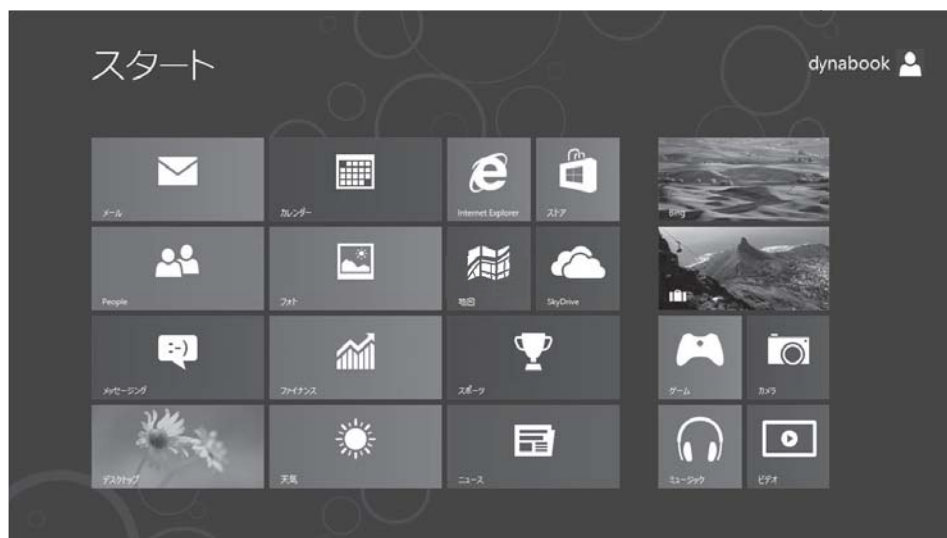 スタート
dynabook
メール
カレンダー
Internet Explorer
ストア
Bing
People
フォト
地図
SkyDrive
メッセージング
ファイナンス
スポーツ
ゲーム
カメラ
デスクトップ
天気
ニュース
ミュージック
ビデオ